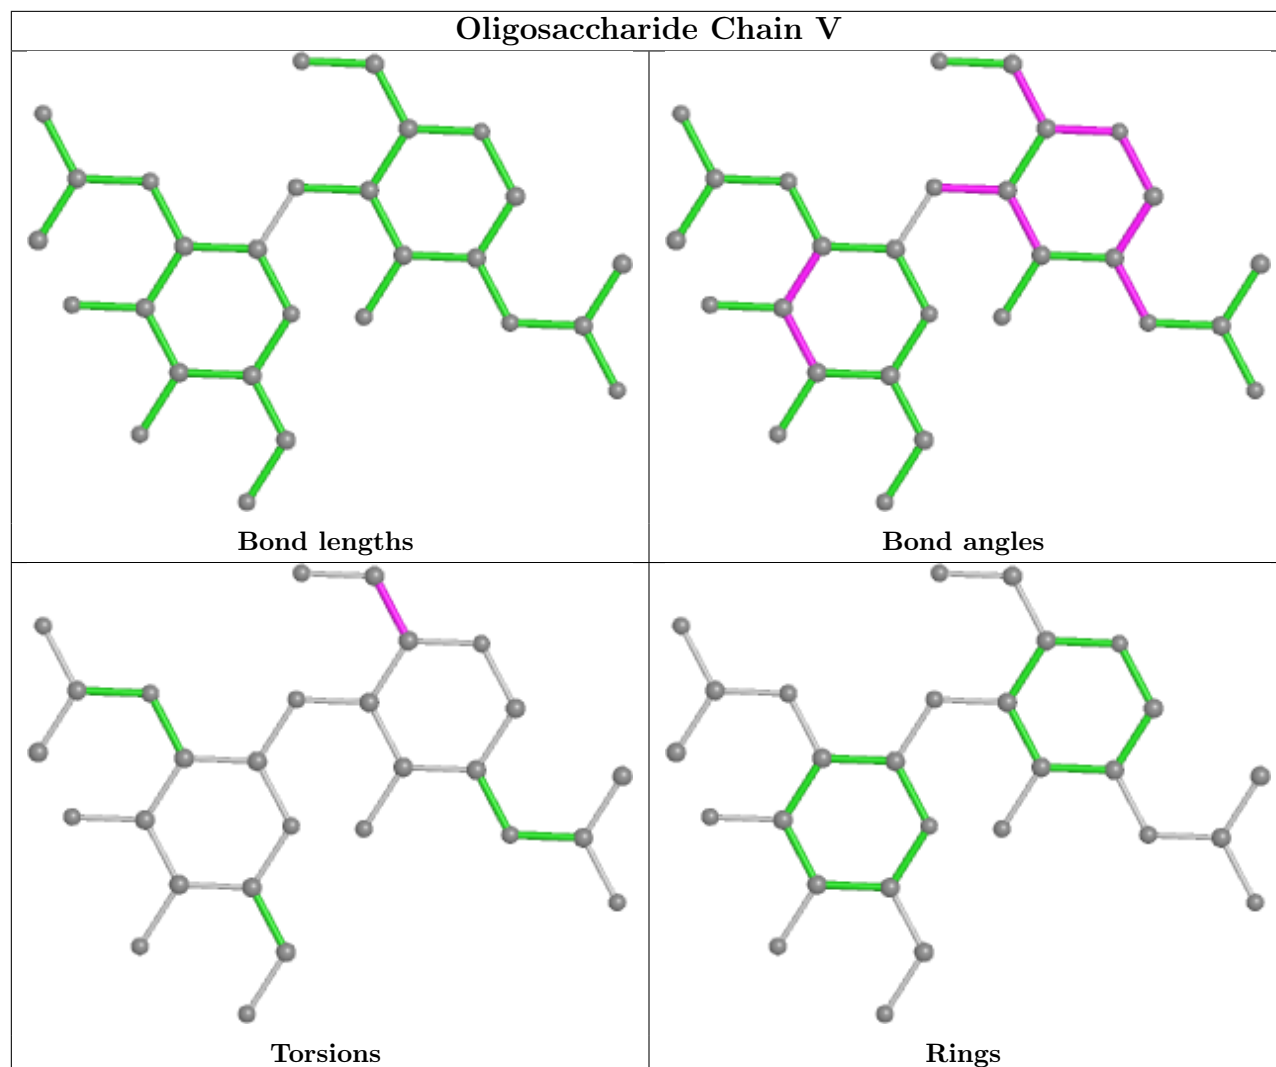 Oligosaccharide Chain V
Bond lengths
Bond angles
Torsions
Rings